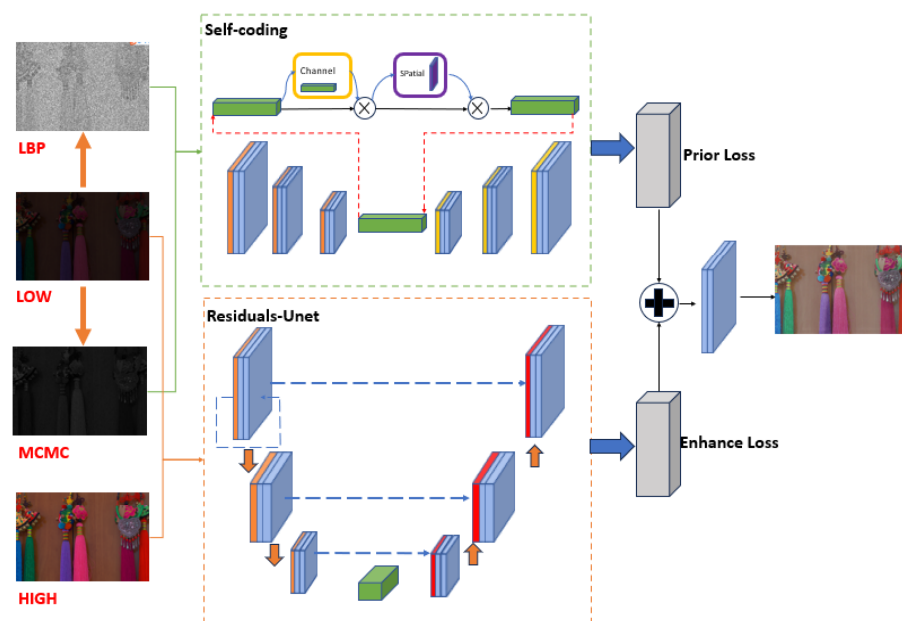 Self-coding
Channel
SPatial
LBP
Prior Loss
LOW
Residuals-Unet
MCMC
Enhance Loss
HIGH